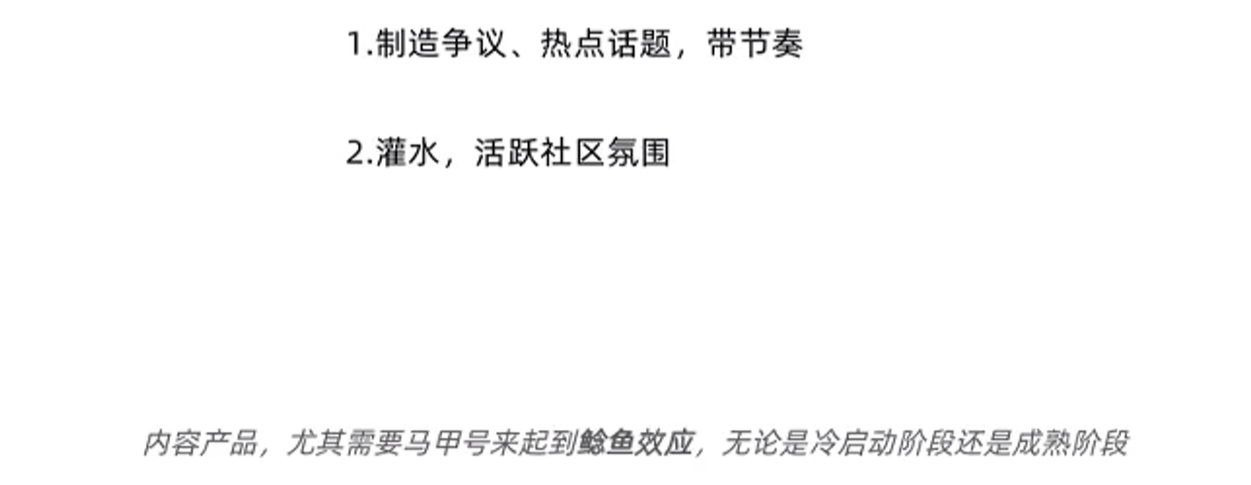 1.制造争议、热点话题，带节奏
2.灌水，活跃社区氛围
内容产品，尤其需要马甲号来起到鲶鱼效应，无论是冷启动阶段还是成熟阶段